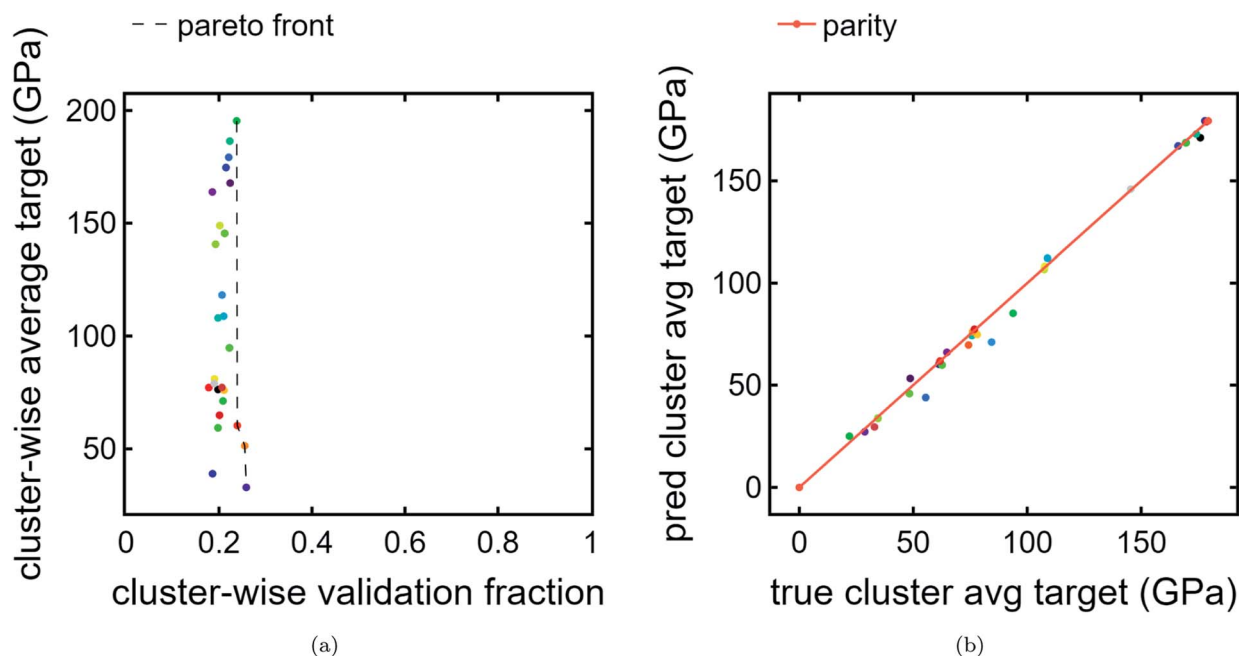 pareto front
cluster-wise average target (GPa)
200
150
100
50
0 0.2 0.4 0.6 0.8 1
cluster-wise validation fraction
(a)
parity
pred cluster avg target (GPa)
150
100
50
0
0 50 100 150
true cluster avg target (GPa)
(b)